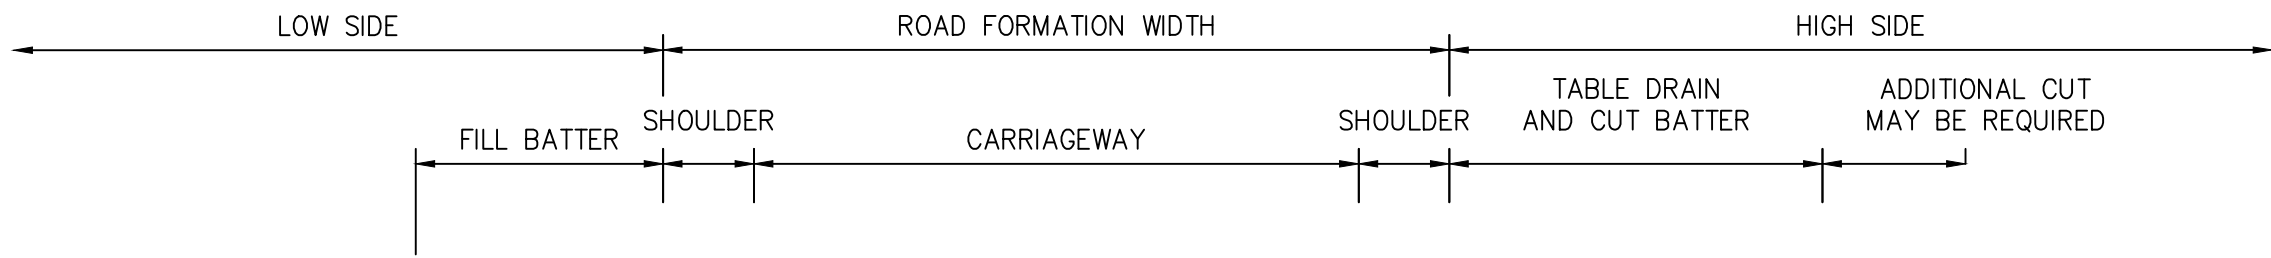 LOW SIDE
ROAD FORMATION WIDTH
HIGH SIDE
FILL BATTER
SHOULDER
CARRIAGEWAY
SHOULDER
TABLE DRAIN
AND CUT BATTER
ADDITIONAL CUT
MAY BE REQUIRED